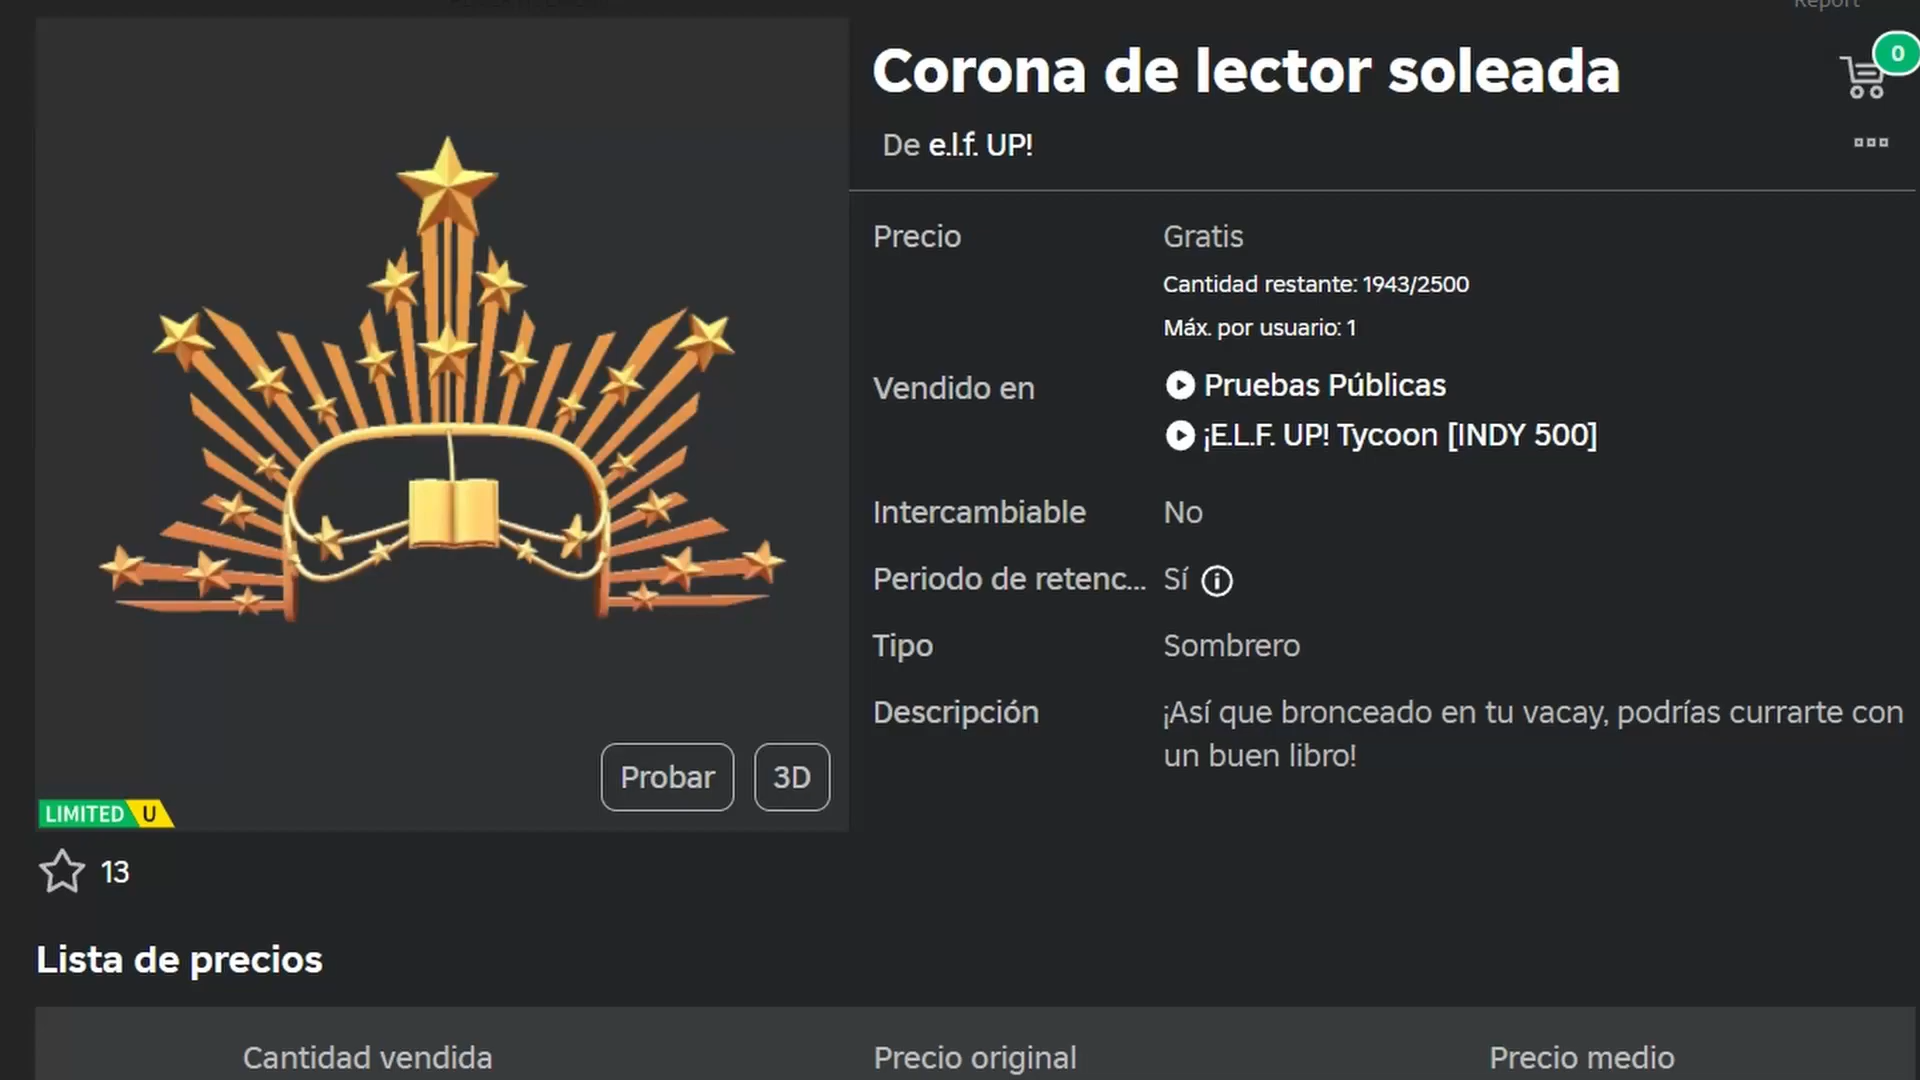 Report
Corona de lector soleada
0
De e.l.f. UP!
Precio
Gratis
Cantidad restante: 1943/2500
Máx. por usuario: 1
Vendido en
Pruebas Públicas
¡E.L.F. UP! Tycoon [INDY 500]
Intercambiable
No
Periodo de retenc...
Sí
Tipo
Sombrero
Descripción
¡Así que bronceado en tu vacay, podrías currarte con
un buen libro!
Probar
3D
LIMITED U
13
Lista de precios
Cantidad vendida
Precio original
Precio medio